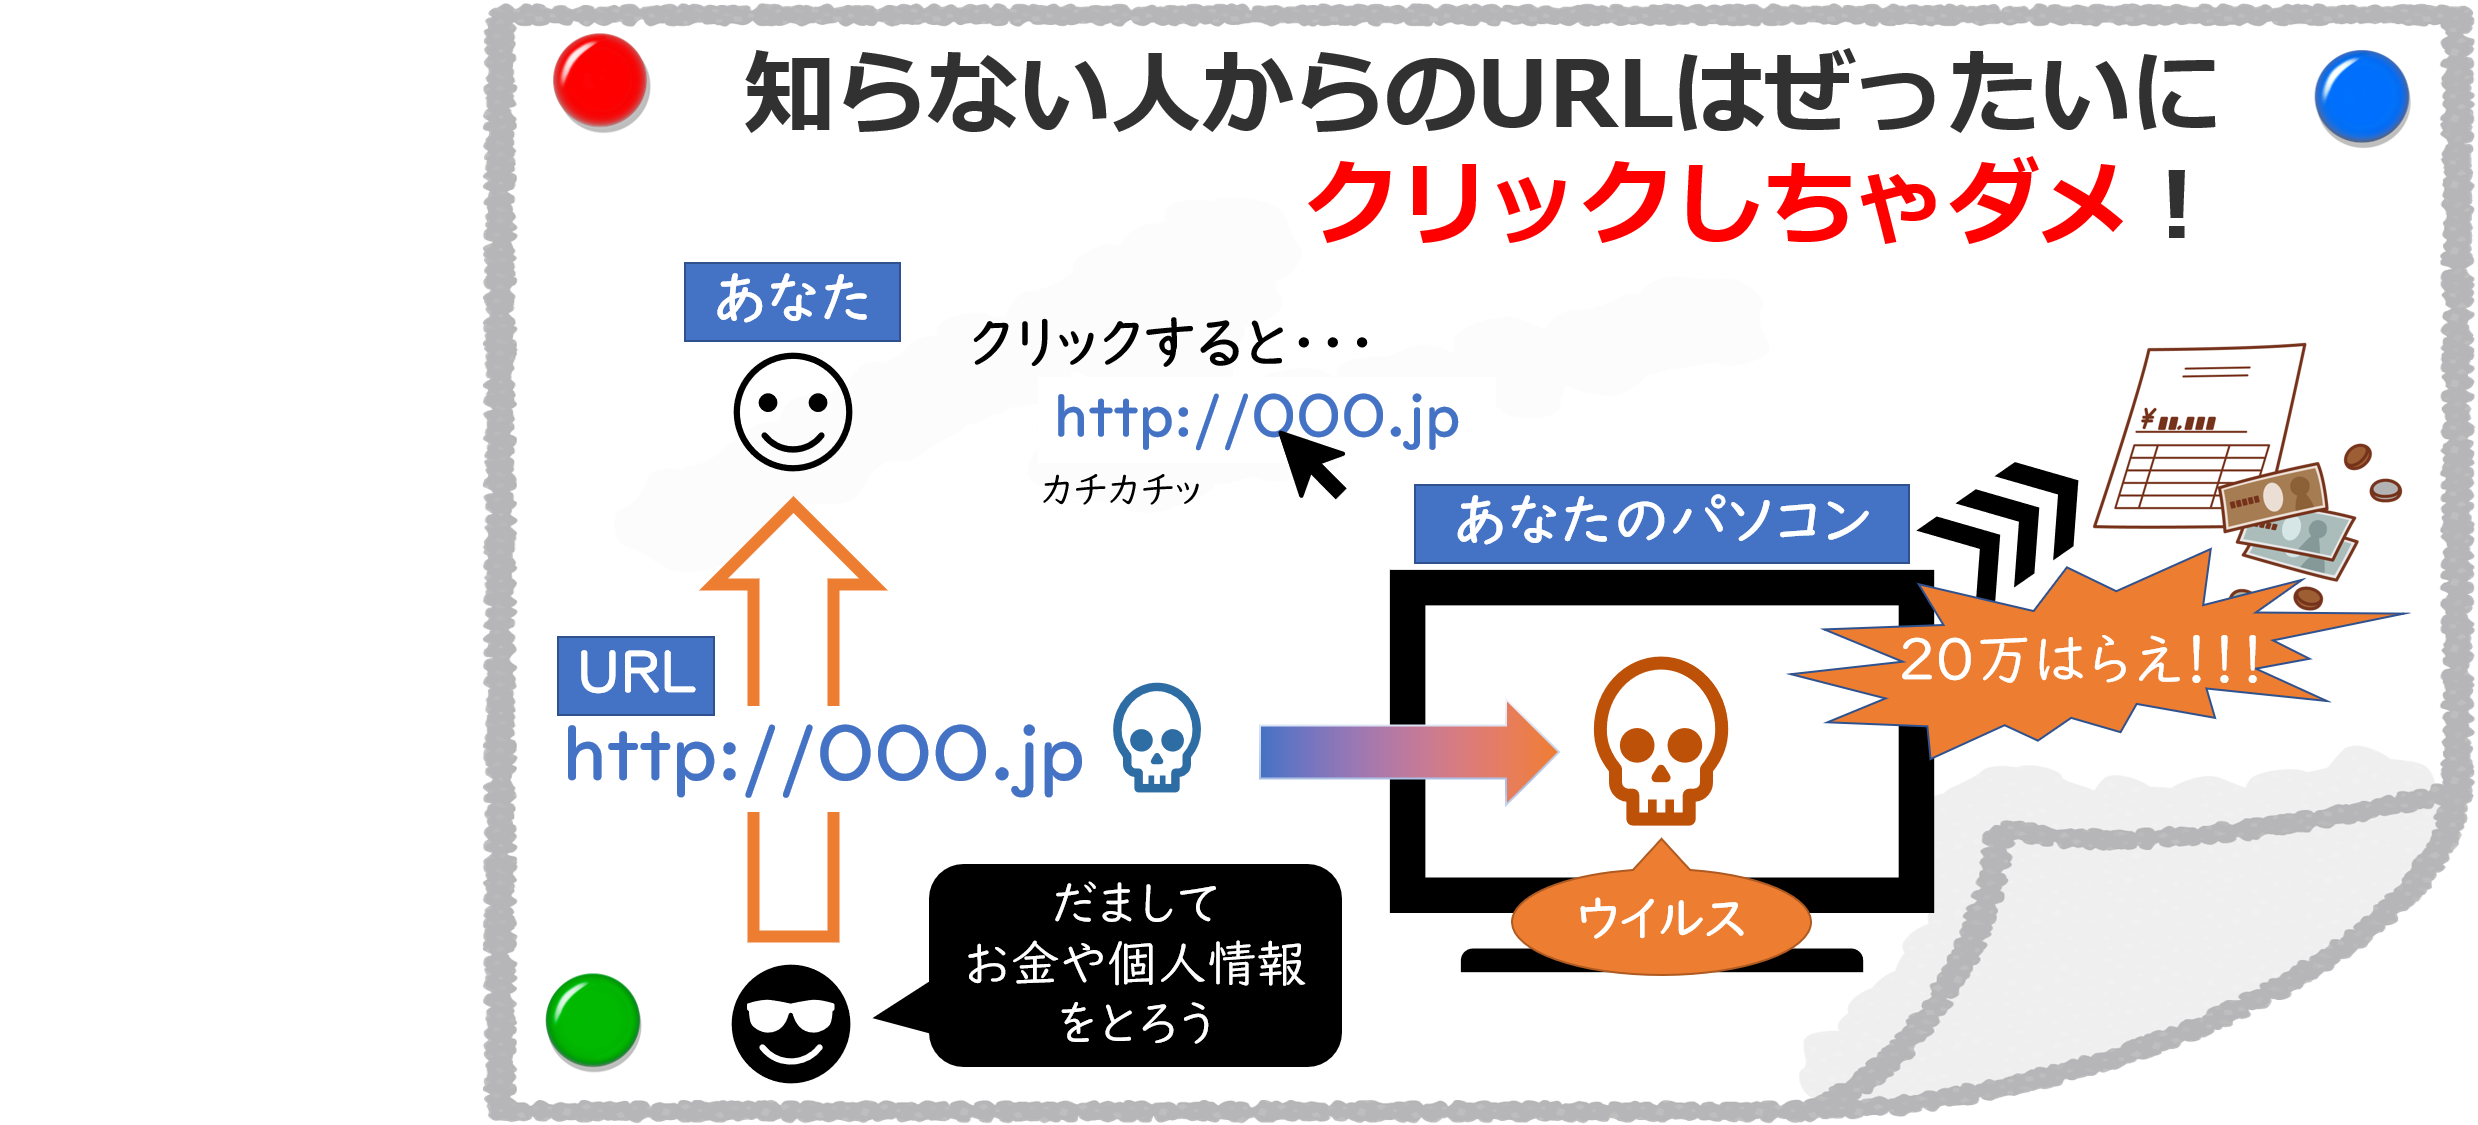 知らない人からのURLはぜったいに
クリックしちゃダメ！
あなた
クリックすると・・・
http://OOO.jp
カチカチッ
あなたのパソコン
20万はらえ!!!
URL
http://OOO.jp
ウイルス
だまして
お金や個人情報
をとろう